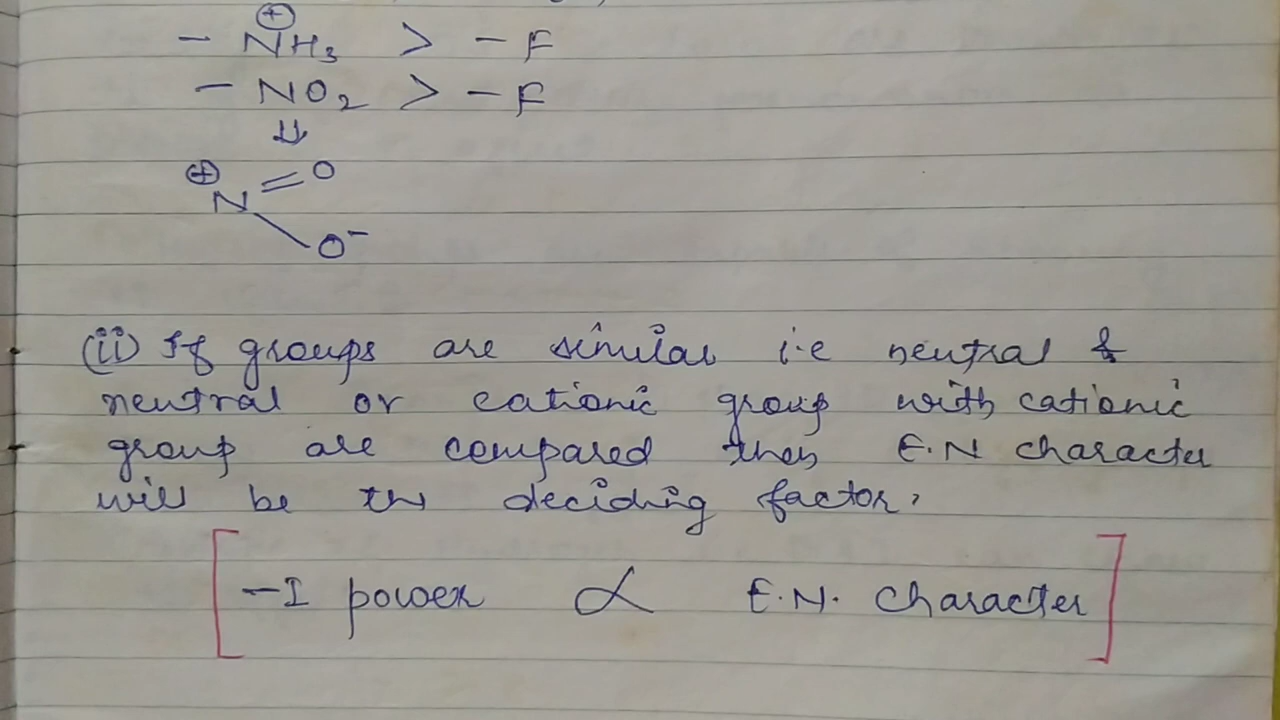 ⊕
- NH₃ > - F
- NO₂ > - F
⇓
⊕ N = O
O⁻
(ii) If groups are similar i.e neutral &
neutral or cationic group with cationic
group are compared then E.N character
will be the deciding factor.
[-I power ∝ E.N. character]